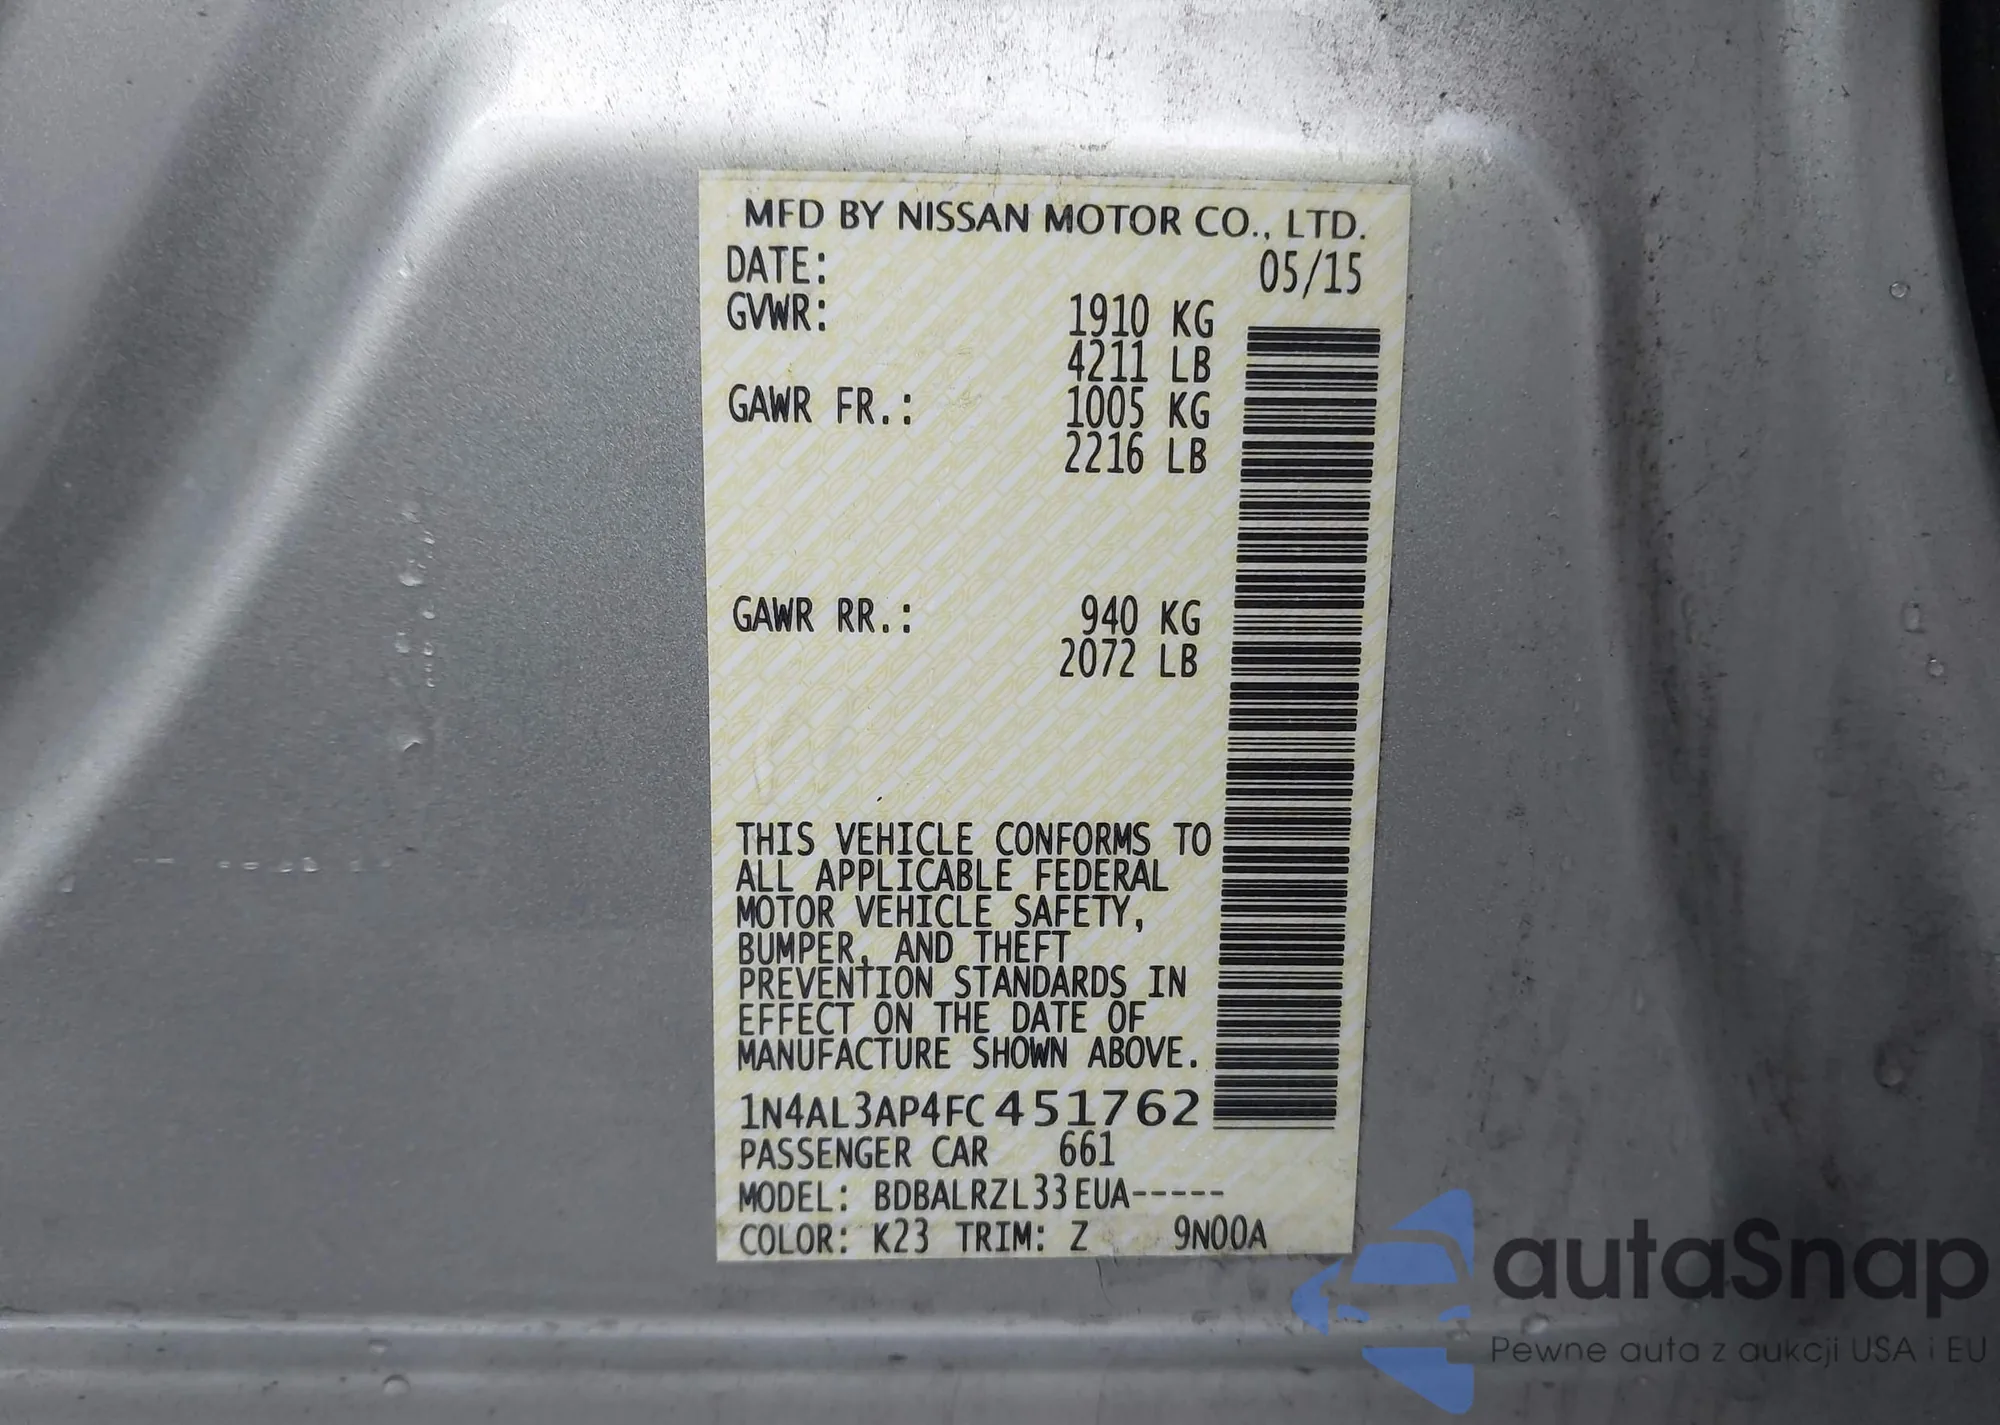 MFD BY NISSAN MOTOR CO., LTD.
DATE: 05/15
GVWR: 1910 KG
4211 LB
GAWR FR.: 1005 KG
2216 LB
GAWR RR.: 940 KG
2072 LB
THIS VEHICLE CONFORMS TO
ALL APPLICABLE FEDERAL
MOTOR VEHICLE SAFETY,
BUMPER, AND THEFT
PREVENTION STANDARDS IN
EFFECT ON THE DATE OF
MANUFACTURE SHOWN ABOVE.
1N4AL3AP4FC451762
PASSENGER CAR 661
MODEL: BDBALRZL33EUA-----
COLOR: K23 TRIM: Z 9N00A
autaSnap
Pewne auta z aukcji USA i EU